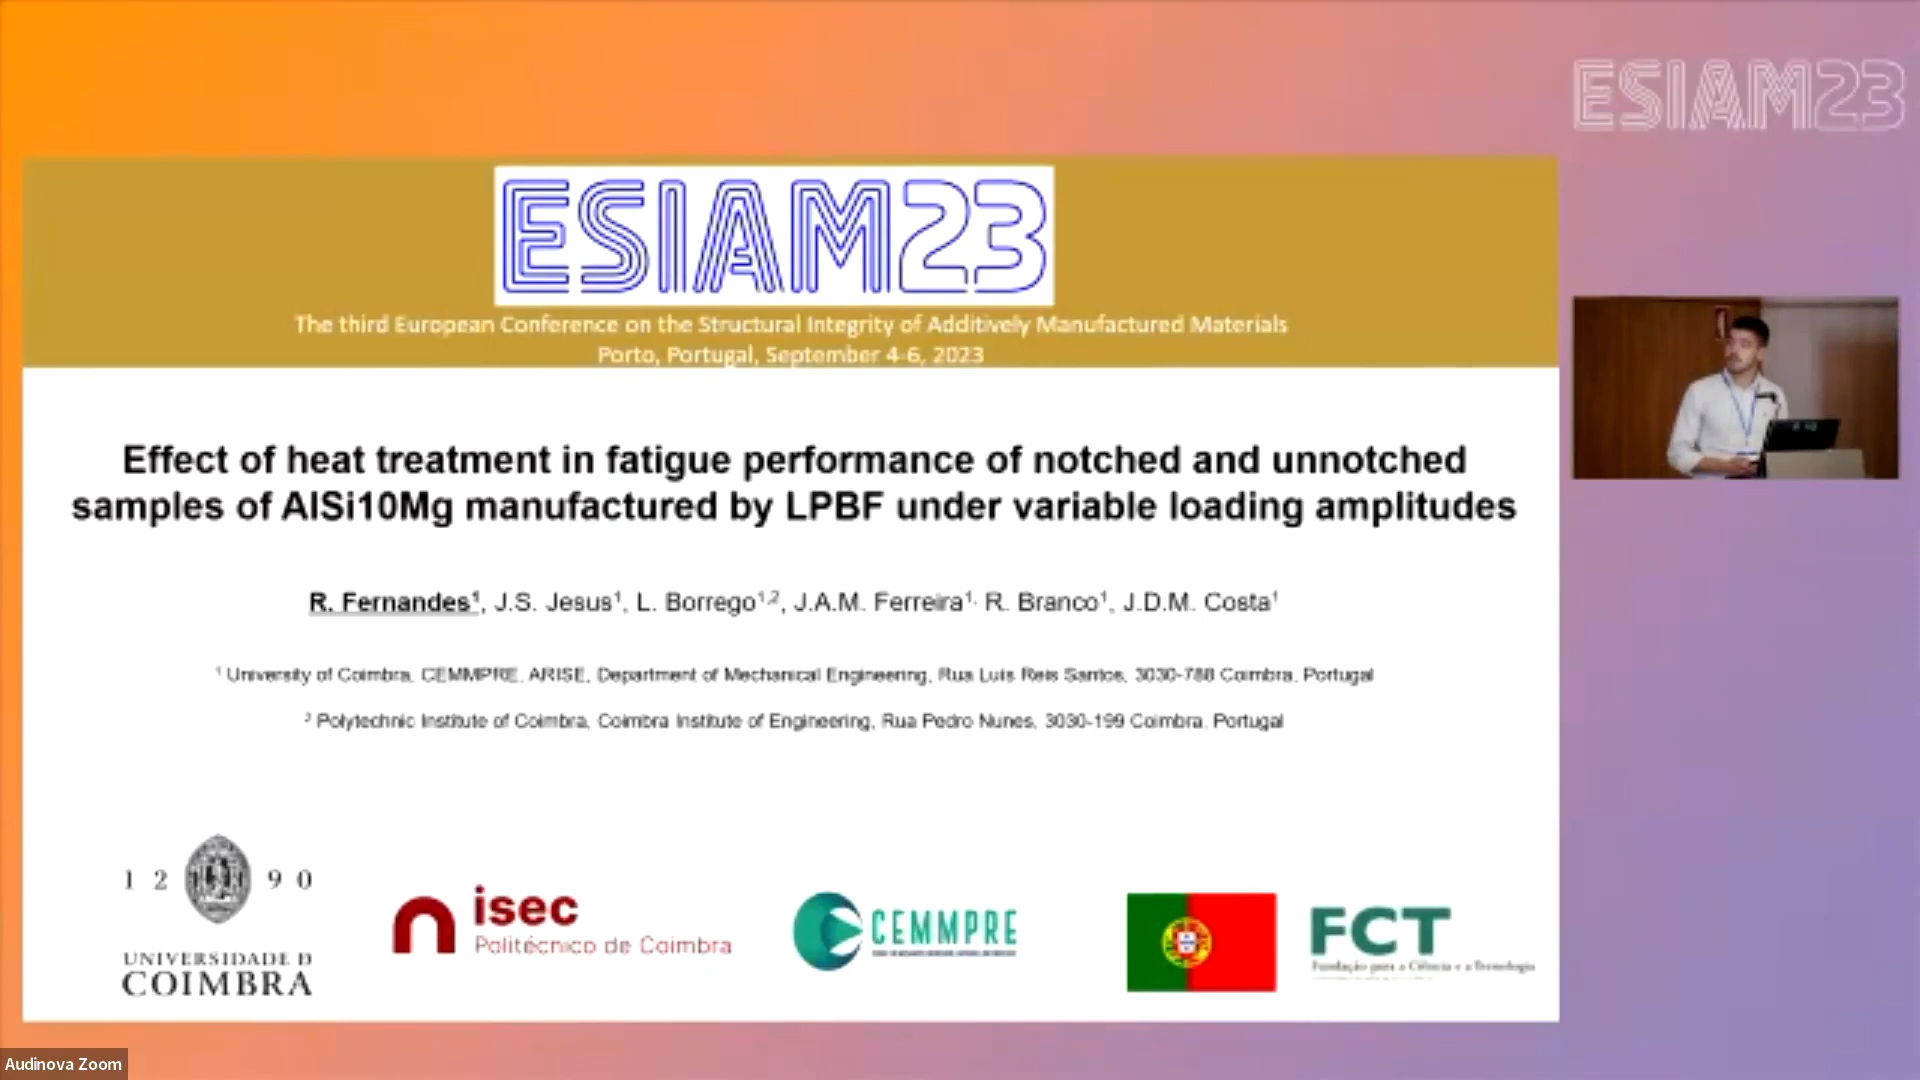 ESIAM23
ESIAM23
The third European Conference on the Structural Integrity of Additively Manufactured Materials
Porto, Portugal, September 4-6, 2023
Effect of heat treatment in fatigue performance of notched and unnotched
samples of AlSi10Mg manufactured by LPBF under variable loading amplitudes
R. Fernandes¹, J.S. Jesus¹, L. Borrego¹,², J.A.M. Ferreira¹, R. Branco¹, J.D.M. Costa¹
¹ University of Coimbra, CEMMPRE, ARISE, Department of Mechanical Engineering, Rua Luís Reis Santos, 3030-788 Coimbra, Portugal
² Polytechnic Institute of Coimbra, Coimbra Institute of Engineering, Rua Pedro Nunes, 3030-199 Coimbra, Portugal
1 2 9 0
UNIVERSIDADE D
COIMBRA
isec
Politécnico de Coimbra
CEMMPRE
FCT
Fundação para a Ciência e a Tecnologia
Audinova Zoom